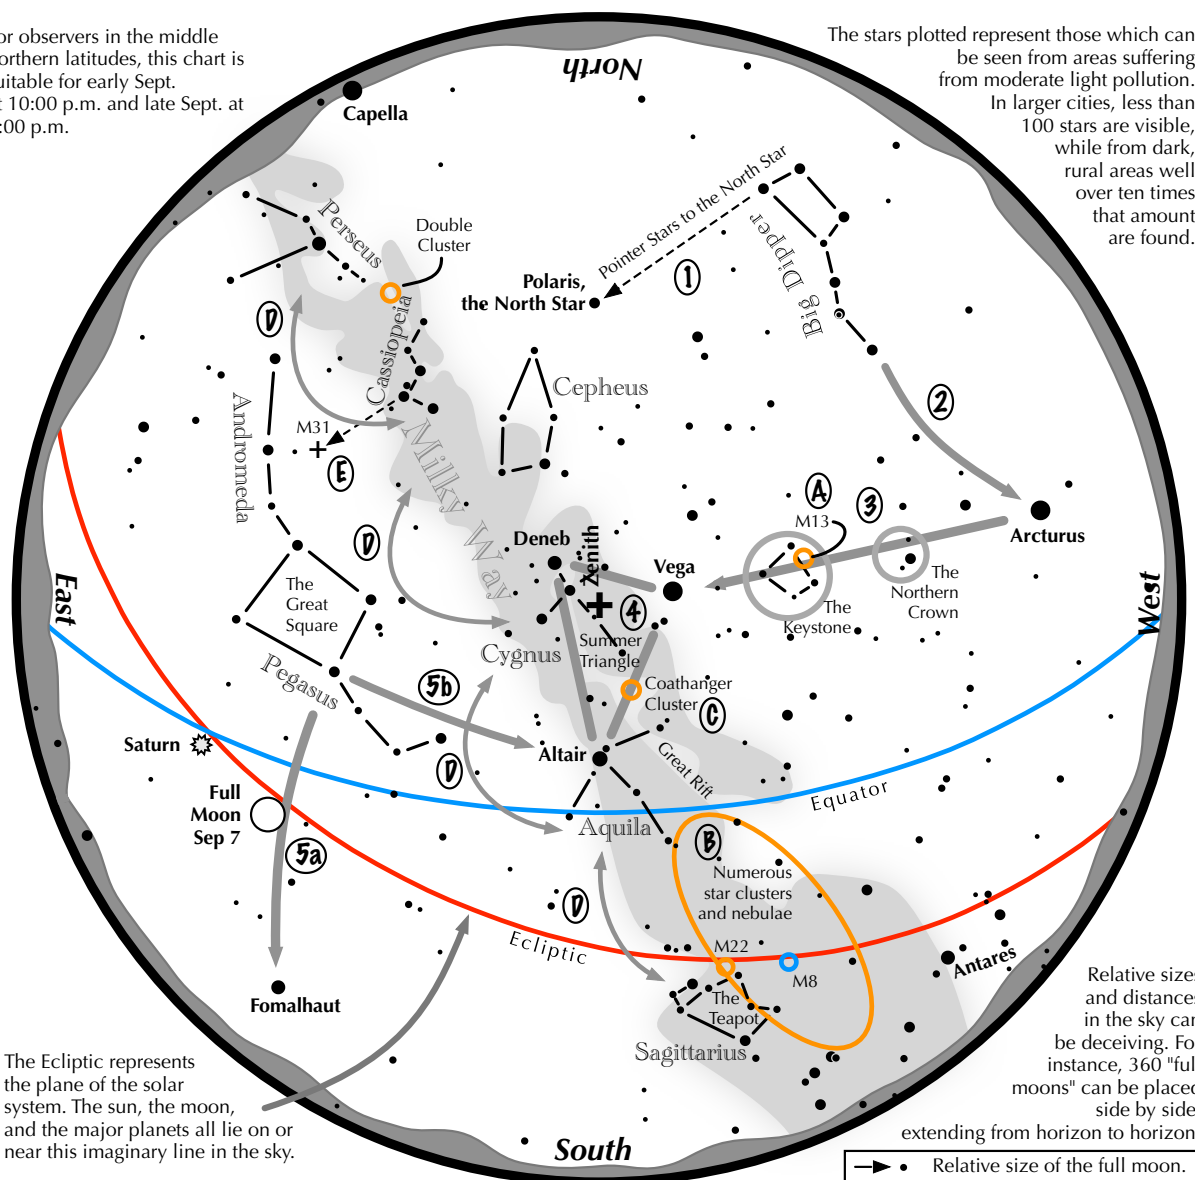 or observers in the middle
orthern latitudes, this chart is
uitable for early Sept.
t 10:00 p.m. and late Sept. at
:00 p.m.
The stars plotted represent those which can
be seen from areas suffering
from moderate light pollution.
In larger cities, less than
100 stars are visible,
while from dark,
rural areas well
over ten times
that amount
are found.
North
Capella
Perseus
Double
Cluster
Pointer Stars to the North Star
1
Big Dipper
Polaris,
the North Star
D
Cassiopeia
Cepheus
2
Andromeda
M31
E
Milky Way
A
M13
3
Arcturus
D
Deneb
Zenith
Vega
The
Northern
Crown
The
Keystone
East
West
The
Great
Square
4
Summer
Triangle
Cygnus
Pegasus
5b
Coathanger
Cluster
C
Saturn
D
Altair
Great Rift
Equator
Full
Moon
Sep 7
5a
Aquila
B
Numerous
star clusters
and nebulae
D
Ecliptic
M22
M8
Antares
Fomalhaut
The
Teapot
Sagittarius
The Ecliptic represents
the plane of the solar
system. The sun, the moon,
and the major planets all lie on or
near this imaginary line in the sky.
Relative sizes
and distances
in the sky can
be deceiving. Fo
instance, 360 "ful
moons" can be placed
side by side
extending from horizon to horizon
South
Relative size of the full moon.